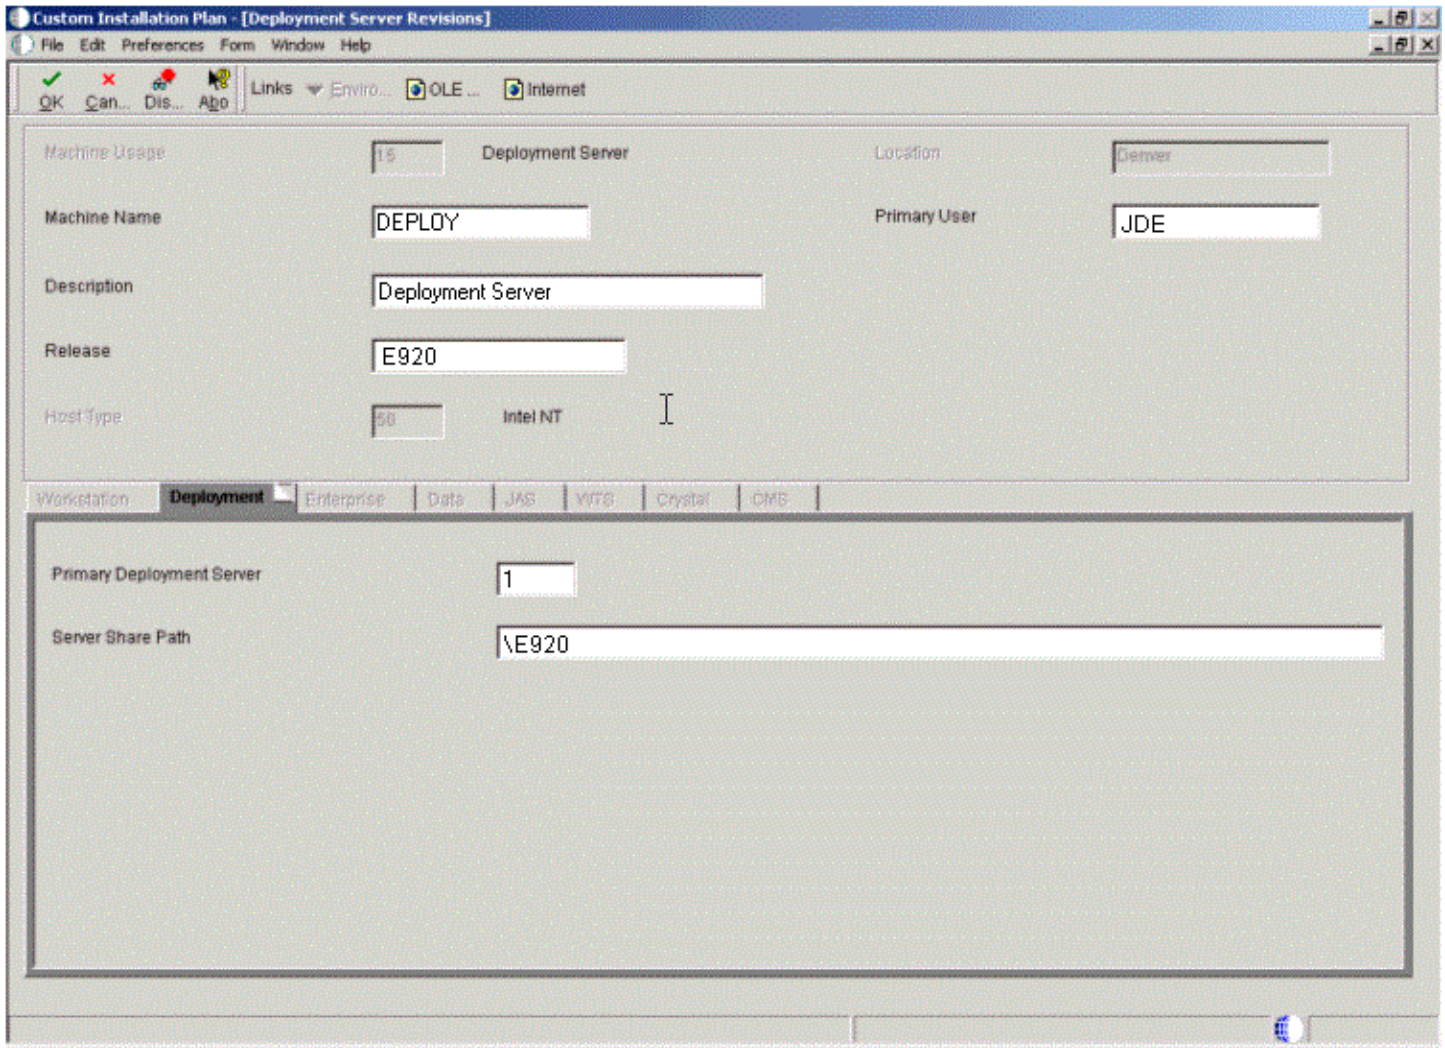 Custom Installation Plan - [Deployment Server Revisions]
File Edit Preferences Form Window Help
OK Can... Dis... Abo Links Enviro... OLE ... Internet
Machine Usage 15 Deployment Server Location Denver
Machine Name DEPLOY Primary User JDE
Description Deployment Server
Release E920
Host Type 50 Intel NT
Workstation Deployment Enterprise Data JAS WTS Crystal CMS
Primary Deployment Server 1
Server Share Path \E920